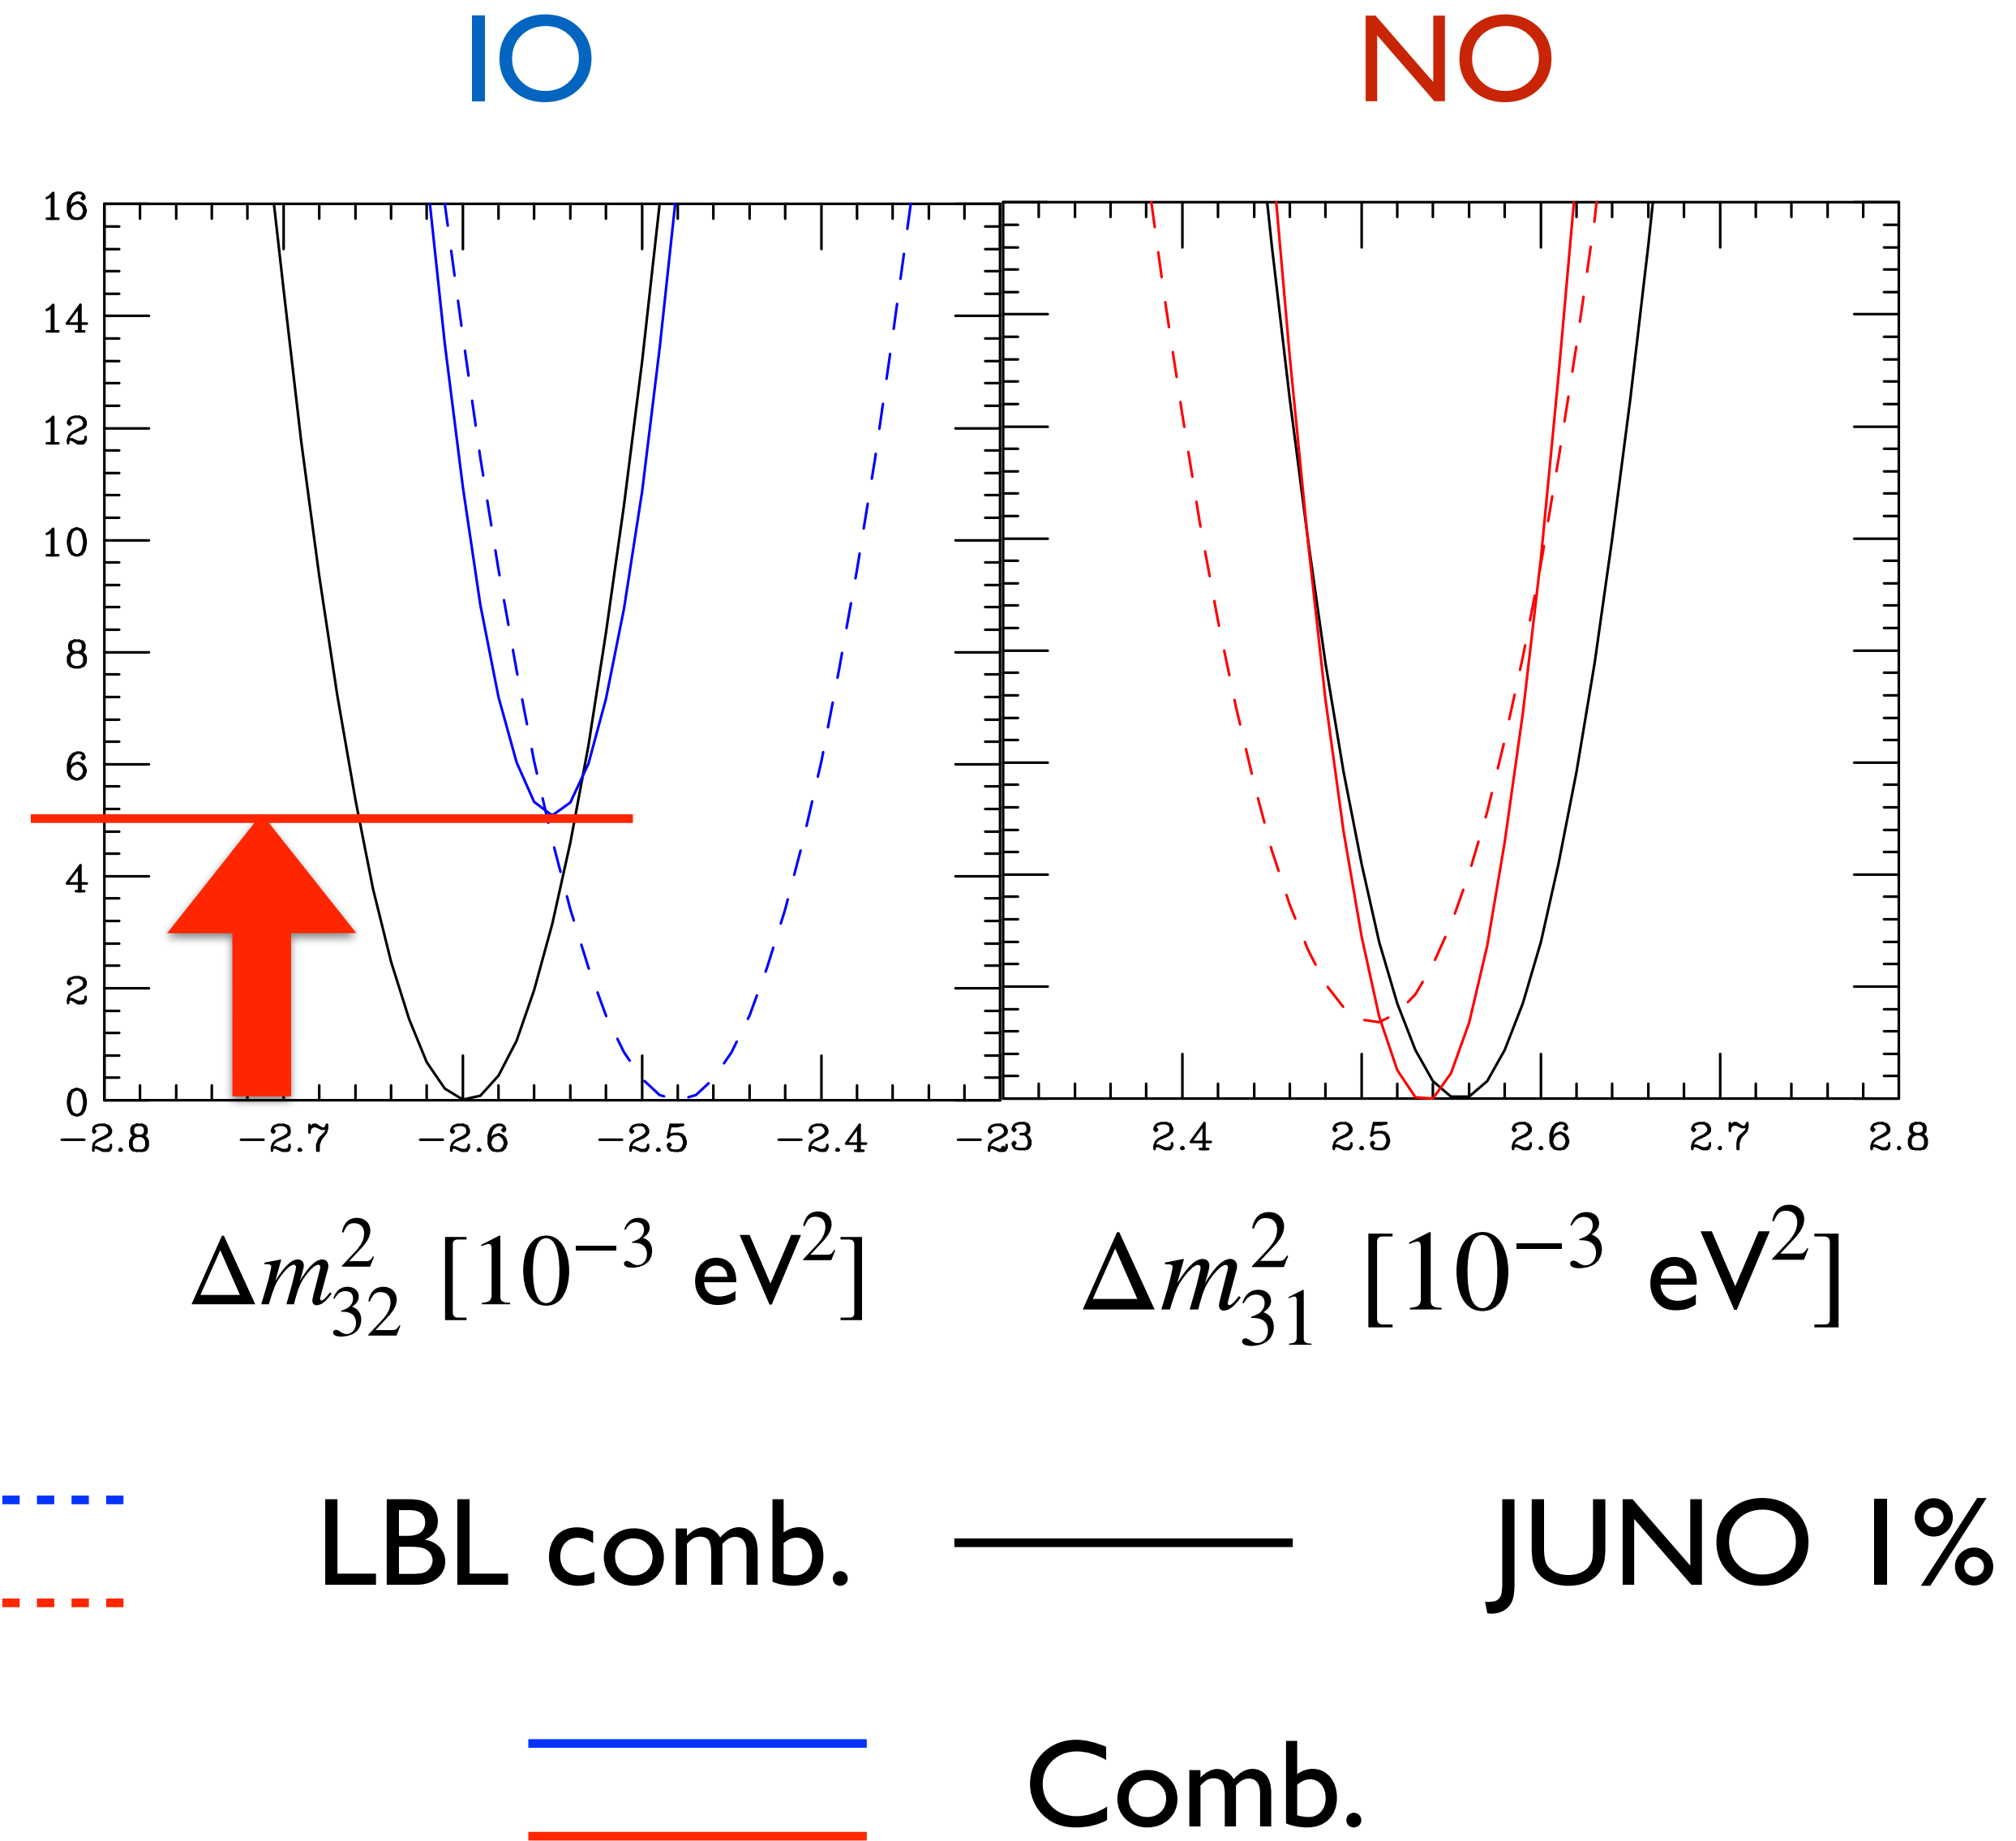 IO NO
16
14
12
10
8
6
4
2
0
−2.8 −2.7 −2.6 −2.5 −2.4 −2.3 2.4 2.5 2.6 2.7 2.8
Δm²₃₂ [10⁻³ eV²] Δm²₃₁ [10⁻³ eV²]
LBL comb. JUNO 1%
Comb.